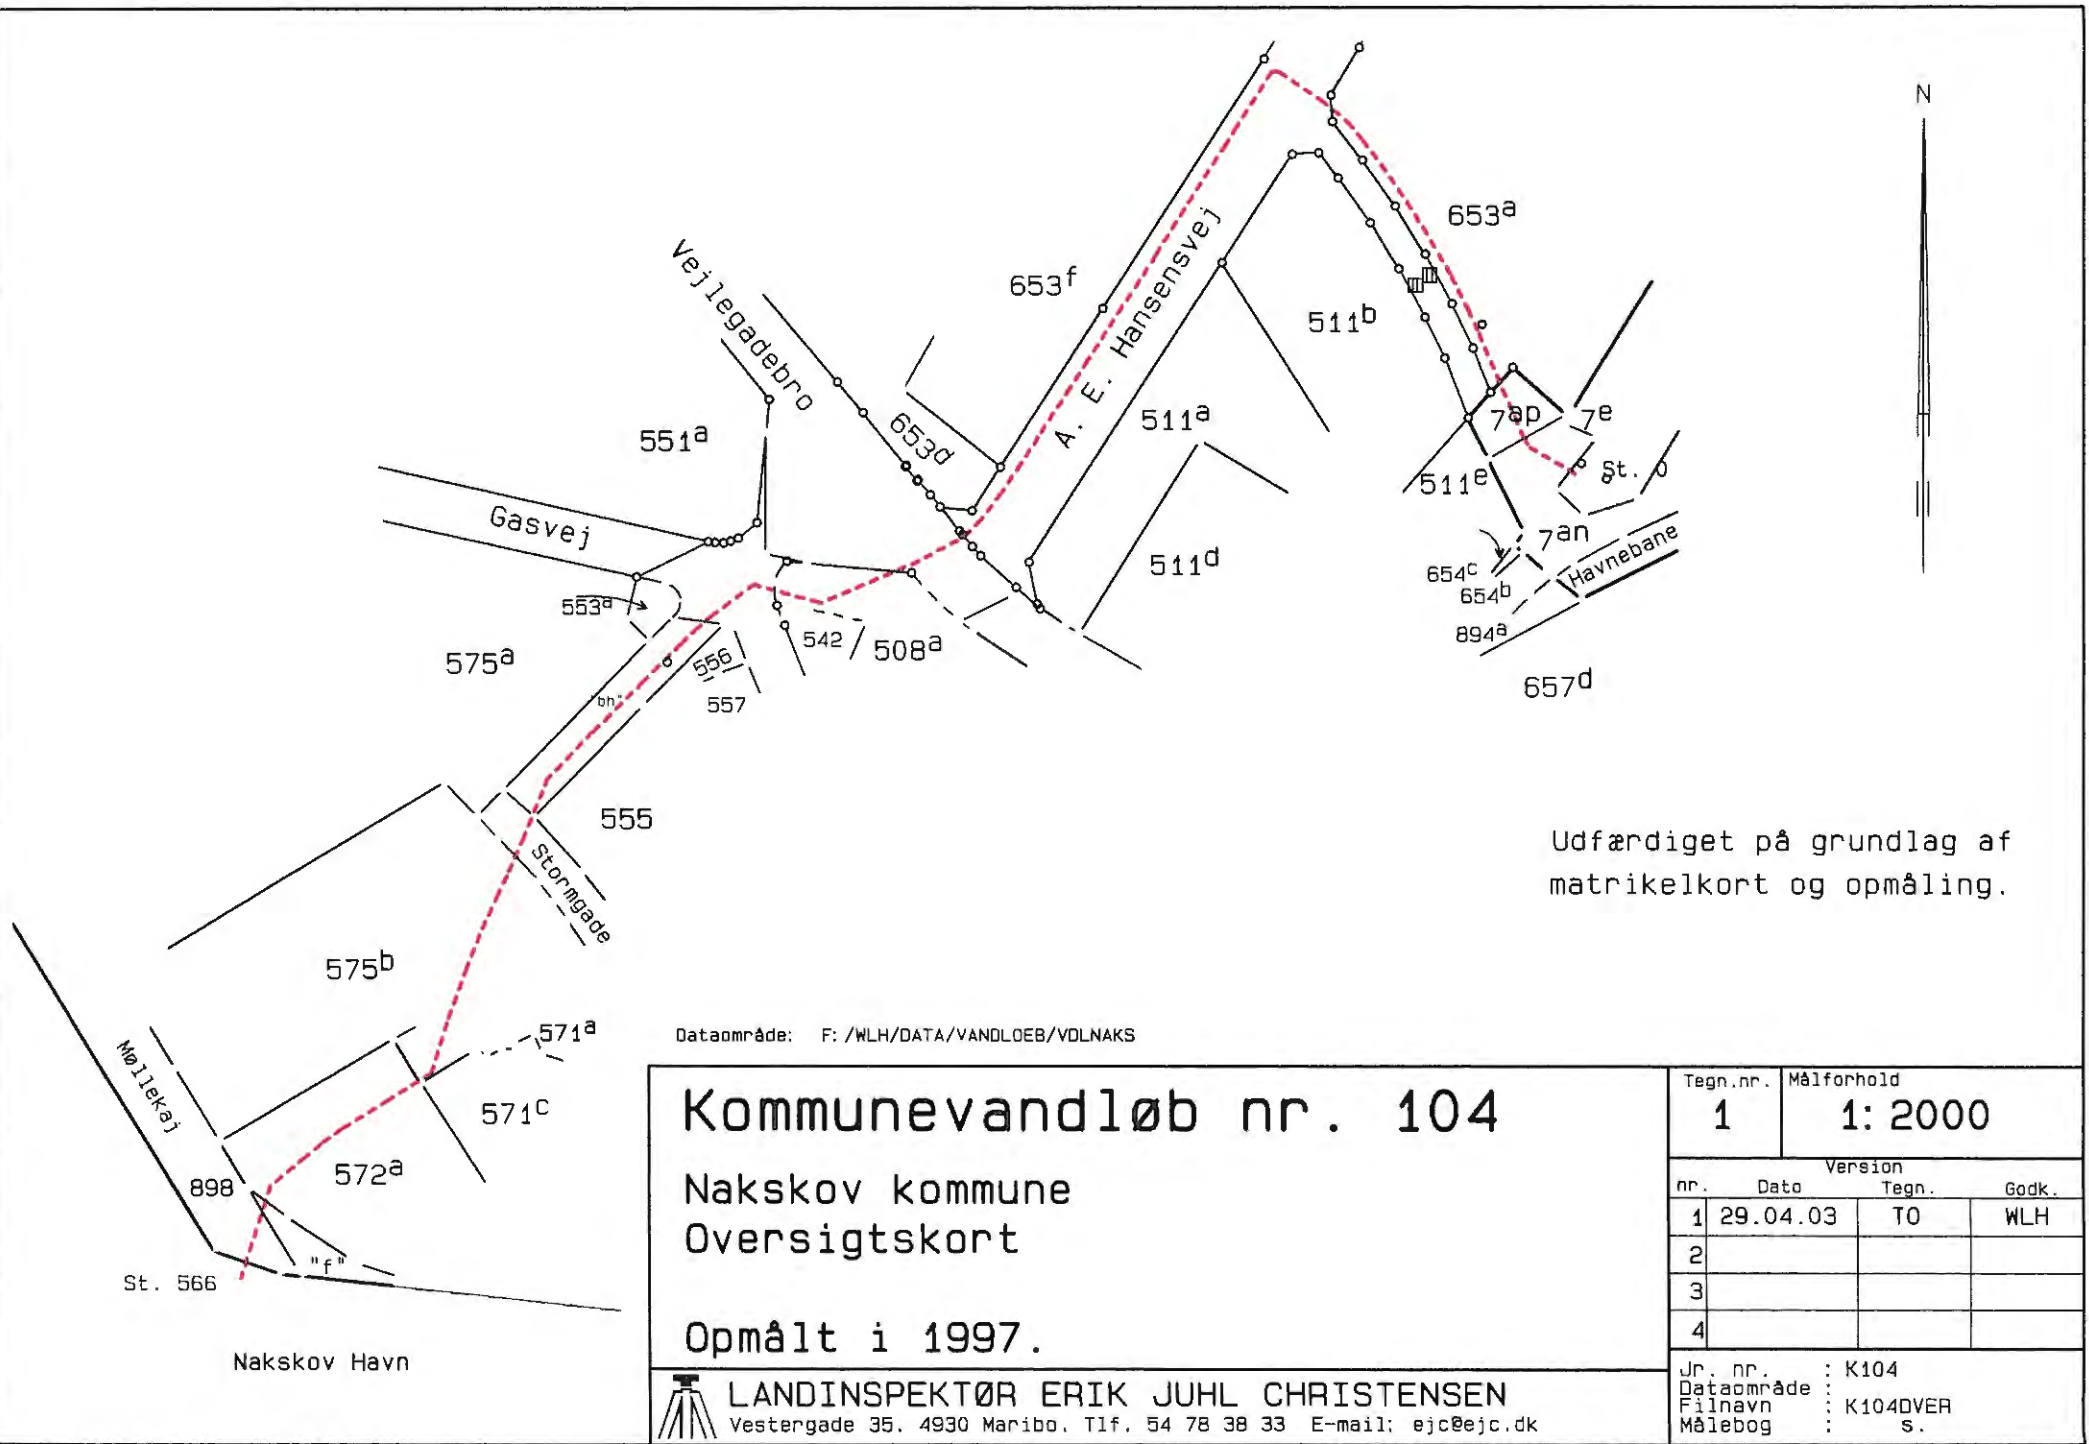 N
653a
Vejlegadebro
653f
A. E. Hansensvej
511b
551a
653d
511a
7ap
7e
511e
St. 0
Gasvej
7an
511d
Havnebane
654c
654b
553a
894a
575a
542
508a
556
557
657d
"bh"
555
Stormgade
Udfærdiget på grundlag af
matrikelkort og opmåling.
575b
571a
Møllekaj
571c
572a
898
"f"
St. 566
Nakskov Havn
Dataområde: F:/WLH/DATA/VANDLOEB/VDLNAKS
Kommunevandløb nr. 104
Nakskov kommune
Oversigtskort
Opmålt i 1997.
LANDINSPEKTØR ERIK JUHL CHRISTENSEN
Vestergade 35. 4930 Maribo. Tlf. 54 78 38 33 E-mail: ejc@ejc.dk
Tegn.nr. Målforhold
1 1:2000
Version
nr. Dato Tegn. Godk.
1 29.04.03 TO WLH
2
3
4
Jr. nr. : K104
Dataområde :
Filnavn : K104OVER
Målebog : s.